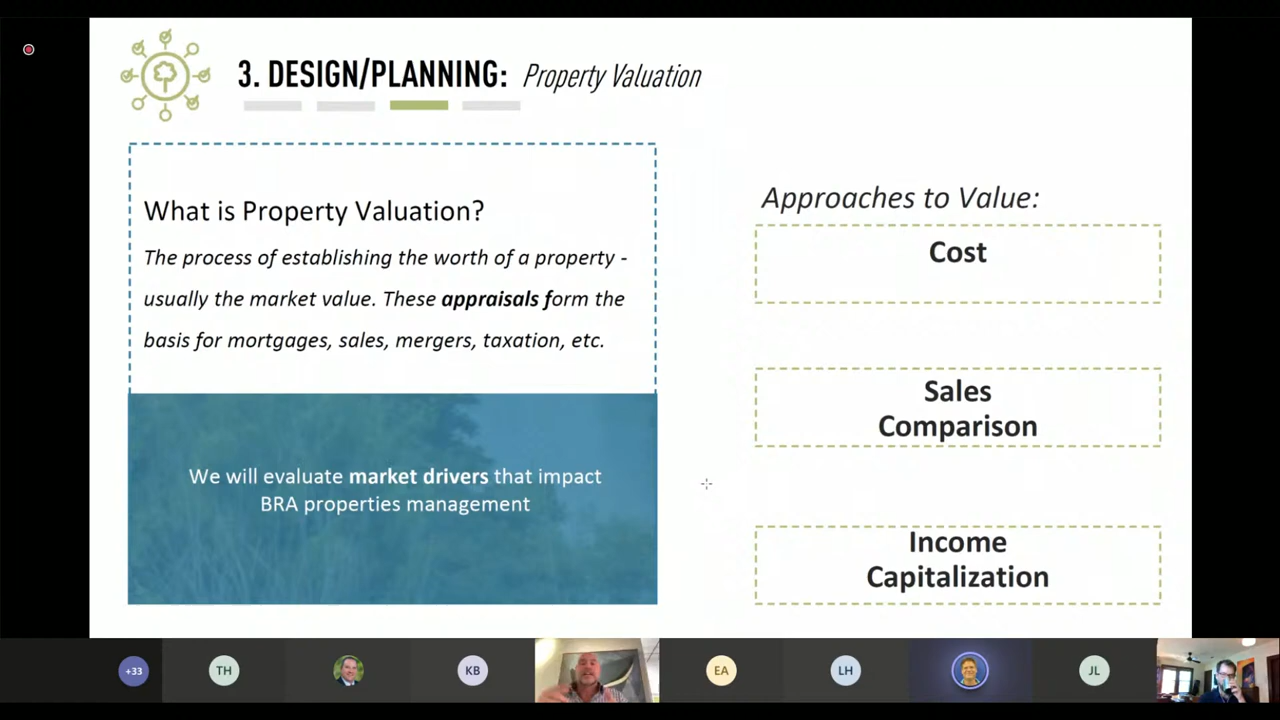 3. DESIGN/PLANNING: Property Valuation
What is Property Valuation?
The process of establishing the worth of a property -
usually the market value. These appraisals form the
basis for mortgages, sales, mergers, taxation, etc.
We will evaluate market drivers that impact
BRA properties management
Approaches to Value:
Cost
Sales
Comparison
Income
Capitalization
+33
TH
KB
EA
LH
JL